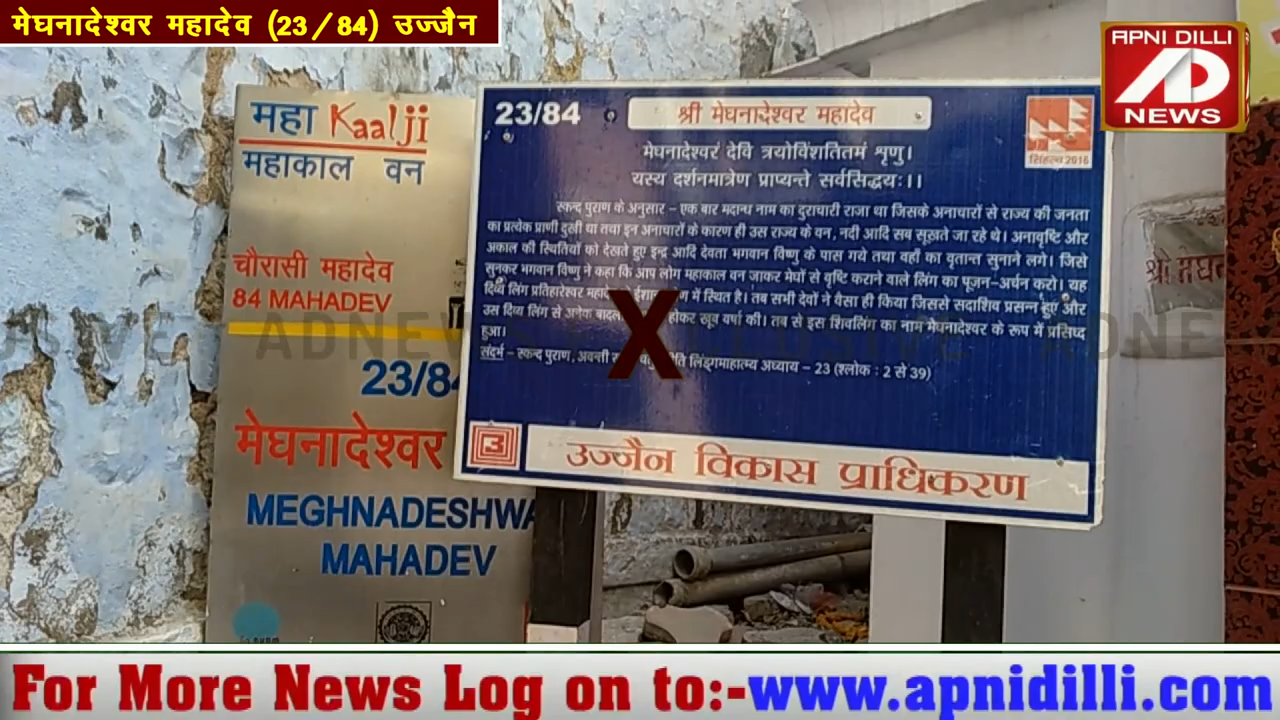 मेघनादेश्वर महादेव (23/84) उज्जैन
APNI DILLI
AD
NEWS
महा Kaalji
महाकाल वन
चौरासी महादेव
84 MAHADEV
23/84
मेघनादेश्वर
MEGHNADESHWA
MAHADEV
23/84
श्री मेघनादेश्वर महादेव
सिंहस्थ 2016
मेघनादेश्वरं देवि त्रयोविंशतितमं श्रृणु।
यस्य दर्शनमात्रेण प्राप्यन्ते सर्वसिद्धयः।।
स्कन्द पुराण के अनुसार – एक बार मदान्ध नाम का दुराचारी राजा था जिसके अनाचारों से राज्य की जनता
का प्रत्येक प्राणी दुखी था तथा इन अनाचारों के कारण ही उस राज्य के वन, नदी आदि सब सूखते जा रहे थे। अनावृष्टि और
अकाल की स्थितियों को देखते हुए इन्द्र आदि देवता भगवान विष्णु के पास गये तथा वहाँ का वृतान्त सुनाने लगे। जिसे
सुनकर भगवान विष्णु ने कहा कि आप लोग महाकाल वन जाकर मेघों से वृष्टि कराने वाले लिंग का पूजन-अर्चन करो। यह
दिव्य लिंग प्रतिहारेश्वर में स्थित है। तब सभी देवों ने वैसा ही किया जिससे सदाशिव प्रसन्न हुए और
उस दिव्य लिंग से अनेक होकर खूब वर्षा की। तब से इस शिवलिंग का नाम मेघनादेश्वर के रूप में प्रसिध्द
हुआ।
संदर्भ – स्कन्द पुराण, अवन्ती लिंङ्गमाहात्म्य अध्याय – 23 (श्लोक : 2 से 39)
X
उज्जैन विकास प्राधिकरण
श्री
USIVE ADNEWS EXCLUSIVE ADNE
For More News Log on to:-www.apnidilli.com